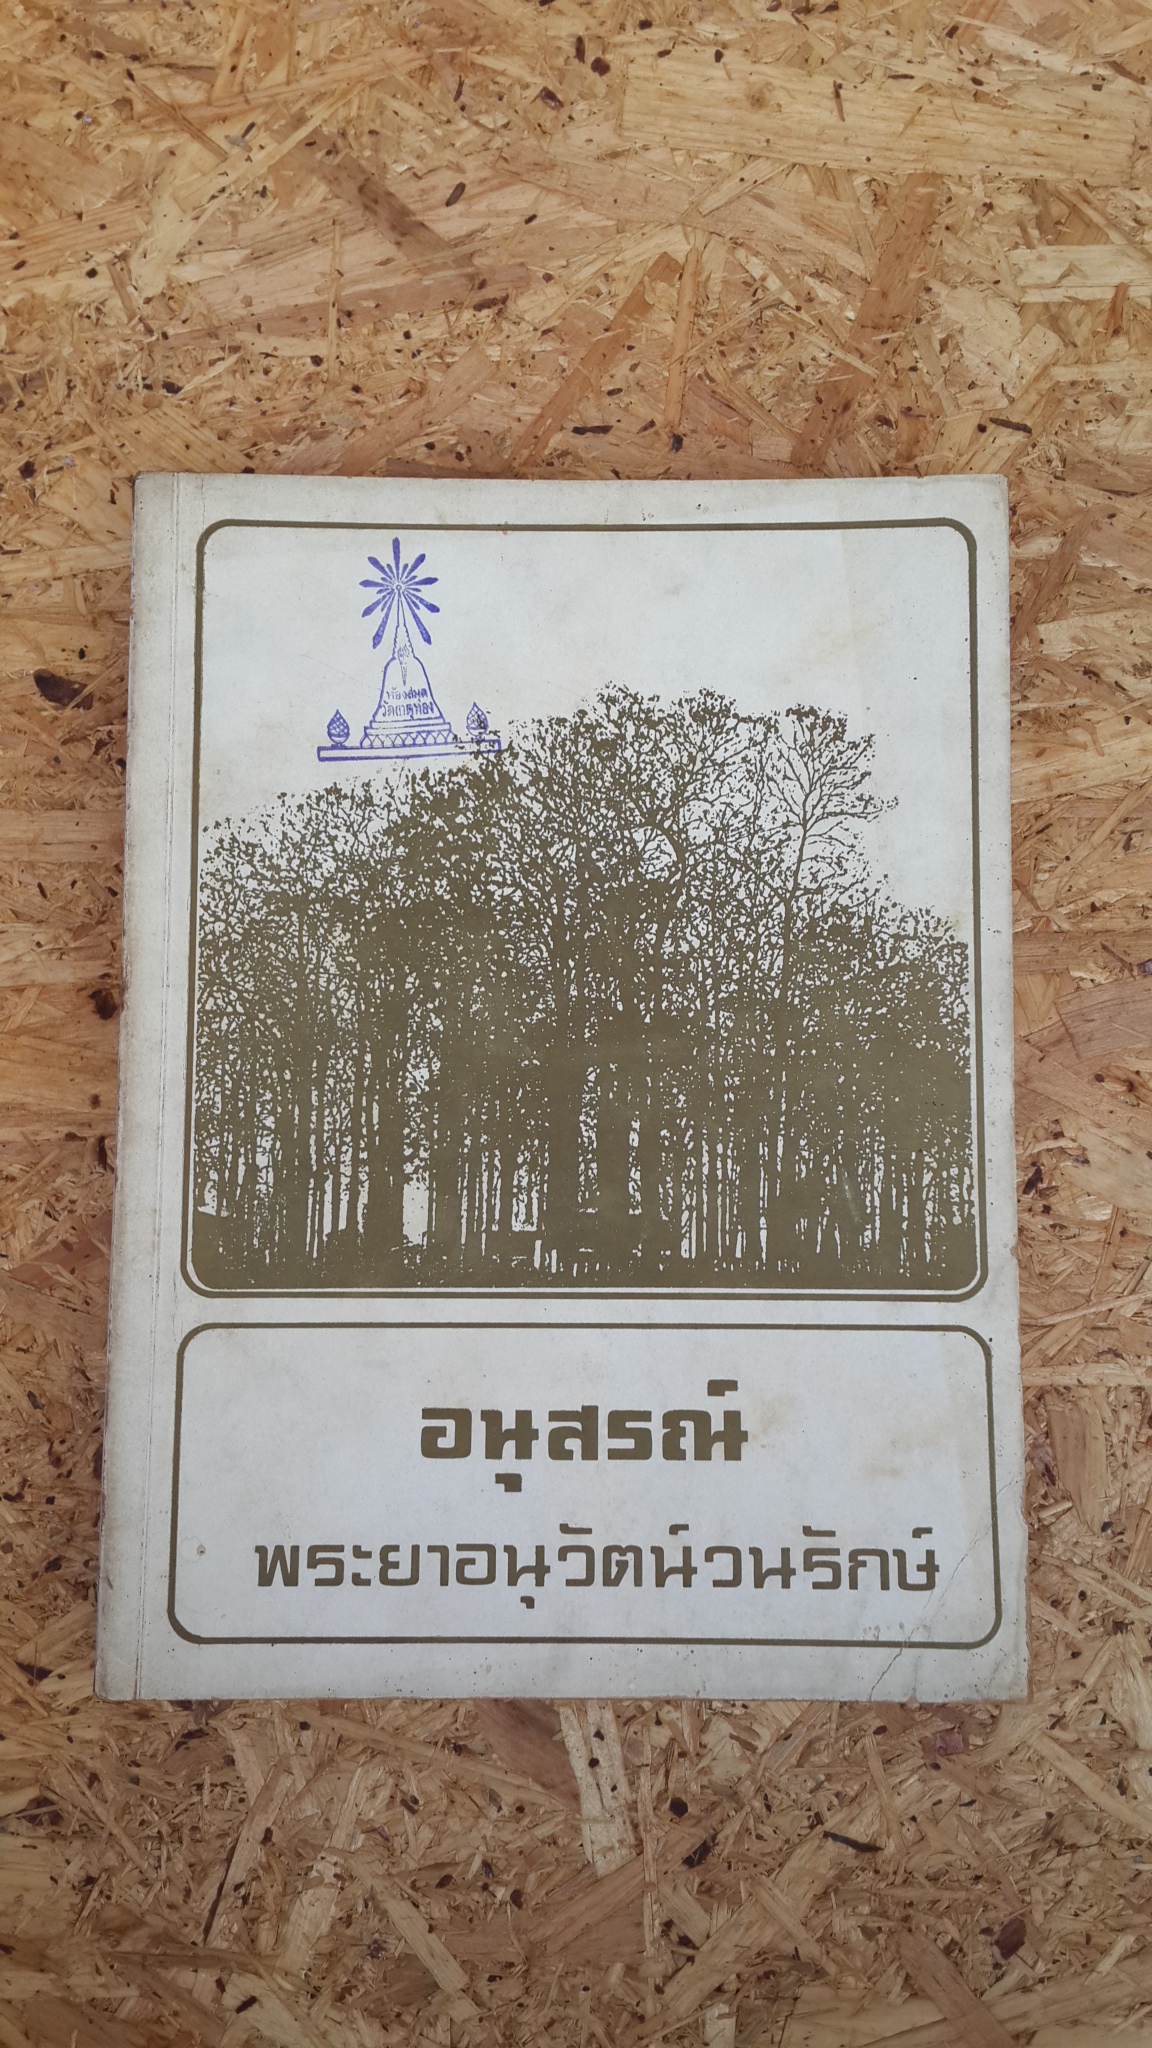 ห้องสมุด
วัดธาตุทอง
อนุสรณ์
พระยาอนุวัตน์วนรักษ์